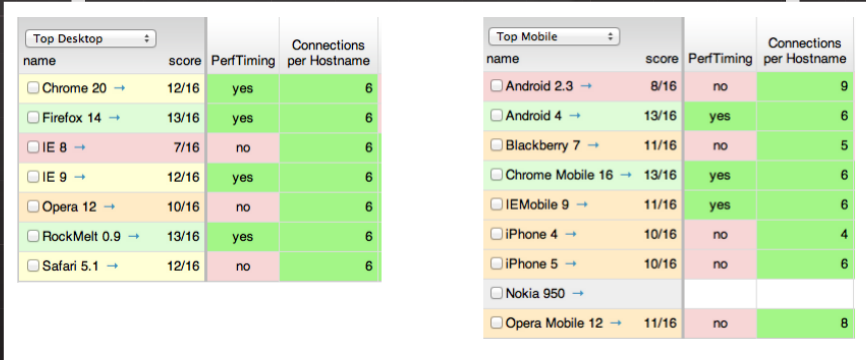 Top Desktop
name score PerfTiming Connections per Hostname
Chrome 20 → 12/16 yes 6
Firefox 14 → 13/16 yes 6
IE 8 → 7/16 no 6
IE 9 → 12/16 yes 6
Opera 12 → 10/16 no 6
RockMelt 0.9 → 13/16 yes 6
Safari 5.1 → 12/16 no 6
Top Mobile
name score PerfTiming Connections per Hostname
Android 2.3 → 8/16 no 9
Android 4 → 13/16 yes 6
Blackberry 7 → 11/16 no 5
Chrome Mobile 16 → 13/16 yes 6
IEMobile 9 → 11/16 yes 6
iPhone 4 → 10/16 no 4
iPhone 5 → 10/16 no 6
Nokia 950 →
Opera Mobile 12 → 11/16 no 8